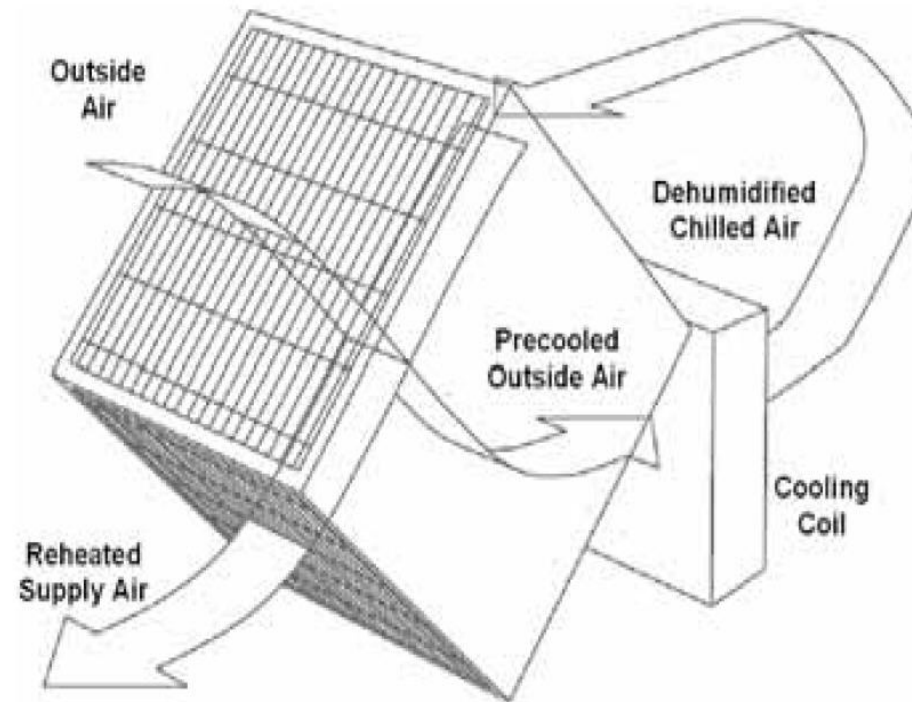 Outside
Air
Dehumidified
Chilled Air
Precooled
Outside Air
Cooling
Coil
Reheated
Supply Air